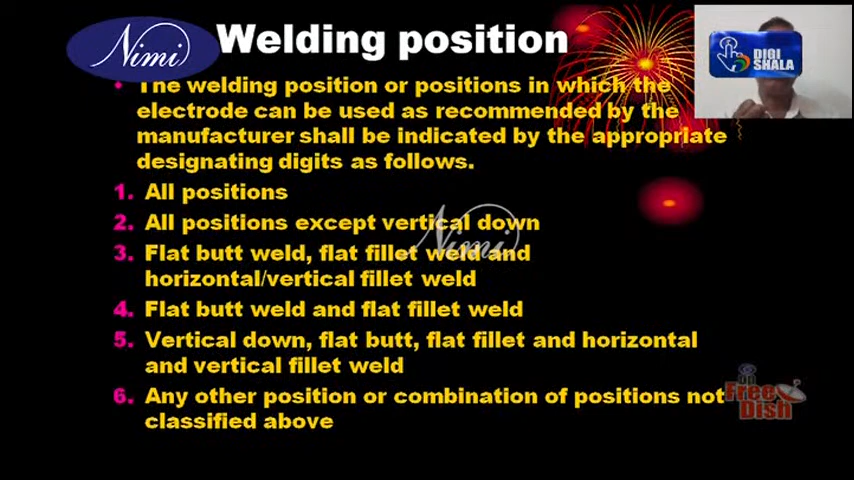 Nimi
Welding position
DIGI
SHALA
• The welding position or positions in which the
electrode can be used as recommended by the
manufacturer shall be indicated by the appropriate
designating digits as follows.
1. All positions
2. All positions except vertical down
Nimi
3. Flat butt weld, flat fillet weld and
horizontal/vertical fillet weld
4. Flat butt weld and flat fillet weld
5. Vertical down, flat butt, flat fillet and horizontal
and vertical fillet weld
6. Any other position or combination of positions not
classified above
on
Free
Dish